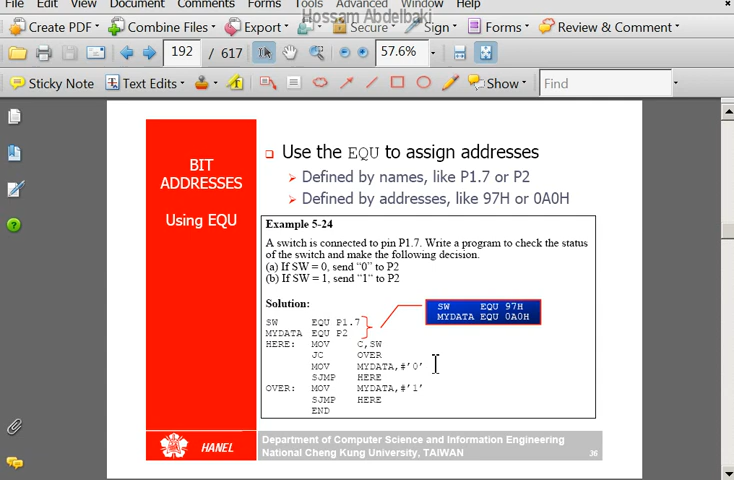 File Edit View Document Comments Forms Tools Advanced Window Help
Hossam Abdelbaki
Create PDF Combine Files Export Secure Sign Forms Review & Comment
192 / 617 57.6%
Sticky Note Text Edits T Show Find
BIT
ADDRESSES
Using EQU
Use the EQU to assign addresses
Defined by names, like P1.7 or P2
Defined by addresses, like 97H or 0A0H
Example 5-24
A switch is connected to pin P1.7. Write a program to check the status
of the switch and make the following decision.
(a) If SW = 0, send “0” to P2
(b) If SW = 1, send “1“ to P2
Solution:
SW EQU P1.7
MYDATA EQU P2
HERE: MOV C,SW
JC OVER
MOV MYDATA,#’0’
SJMP HERE
OVER: MOV MYDATA,#’1’
SJMP HERE
END
SW EQU 97H
MYDATA EQU 0A0H
HANEL
Department of Computer Science and Information Engineering
National Cheng Kung University, TAIWAN
36